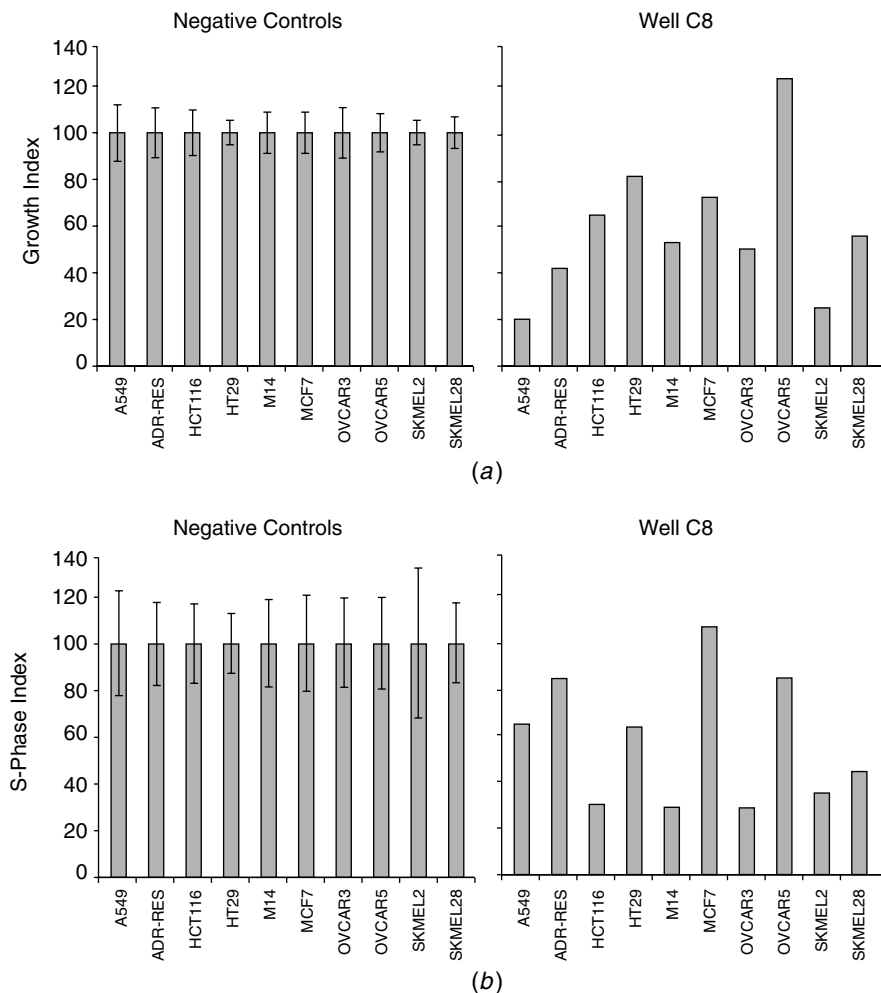 Negative Controls
Well C8
Growth Index
140
120
100
80
60
40
20
0
A549
ADR-RES
HCT116
HT29
M14
MCF7
OVCAR3
OVCAR5
SKMEL2
SKMEL28
A549
ADR-RES
HCT116
HT29
M14
MCF7
OVCAR3
OVCAR5
SKMEL2
SKMEL28
(a)
Negative Controls
Well C8
S-Phase Index
140
120
100
80
60
40
20
0
A549
ADR-RES
HCT116
HT29
M14
MCF7
OVCAR3
OVCAR5
SKMEL2
SKMEL28
A549
ADR-RES
HCT116
HT29
M14
MCF7
OVCAR3
OVCAR5
SKMEL2
SKMEL28
(b)